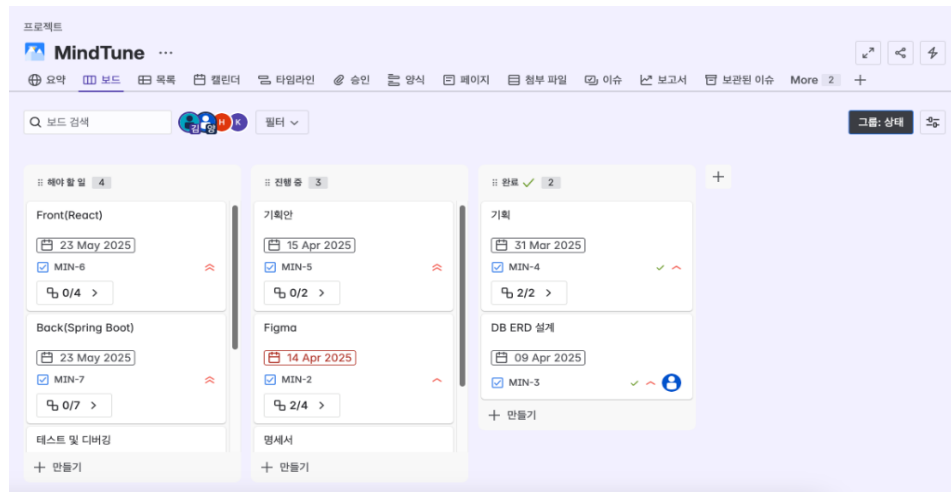 프로젝트
MindTune ...
요약 보드 목록 캘린더 타임라인 승인 양식 페이지 첨부 파일 이슈 보고서 보관된 이슈 More 2
보드 검색 김 양 H K 필터 그룹: 상태
해야 할 일 4
Front(React)
23 May 2025
MIN-6
0/4
Back(Spring Boot)
23 May 2025
MIN-7
0/7
테스트 및 디버깅
만들기
진행 중 3
기획안
15 Apr 2025
MIN-5
0/2
Figma
14 Apr 2025
MIN-2
2/4
명세서
만들기
완료 2
기획
31 Mar 2025
MIN-4
2/2
DB ERD 설계
09 Apr 2025
MIN-3
만들기